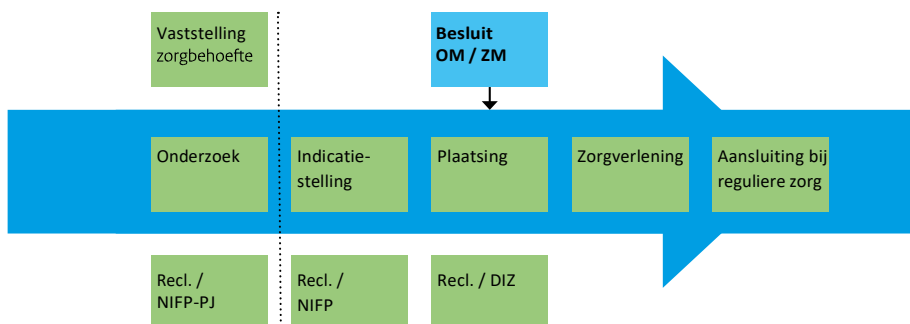 Vaststelling
zorgbehoefte
Besluit
OM / ZM
Onderzoek
Indicatie-
stelling
Plaatsing
Zorgverlening
Aansluiting bij
reguliere zorg
Recl. /
NIFP-PJ
Recl. /
NIFP
Recl. / DIZ